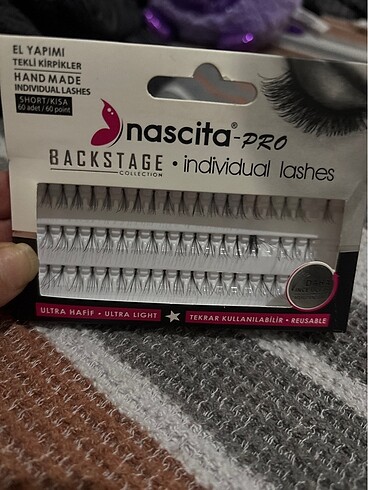 EL YAPIMI
TEKLİ KİRPİKLER
HAND MADE
INDIVIDUAL LASHES
SHORT/KISA
60 adet / 60 point
nascita®-PRO
BACKSTAGE • individual lashes
COLLECTION
ULTRA HAFİF • ULTRA LIGHT ★ TEKRAR KULLANILABİLİR • REUSABLE